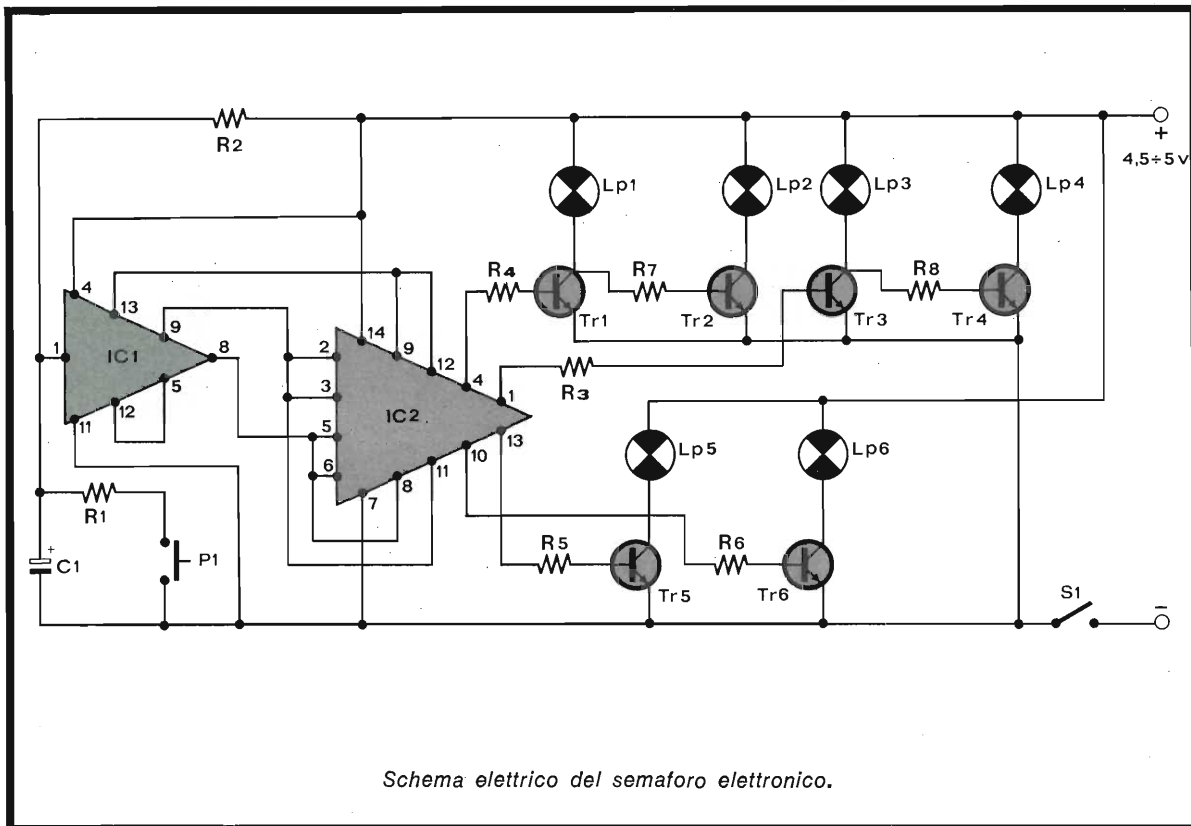 R2
+
4,5÷5 v
Lp1
Lp2
Lp3
Lp4
4
13
9
1
IC1
8
5
12
11
R4
R7
R8
Tr1
Tr2
Tr3
Tr4
14
9
2
12
3
4
1
IC2
5
13
6
10
11
8
7
R3
Lp5
Lp6
R1
+
C1
P1
R5
R6
Tr5
Tr6
S1
–
Schema elettrico del semaforo elettronico.